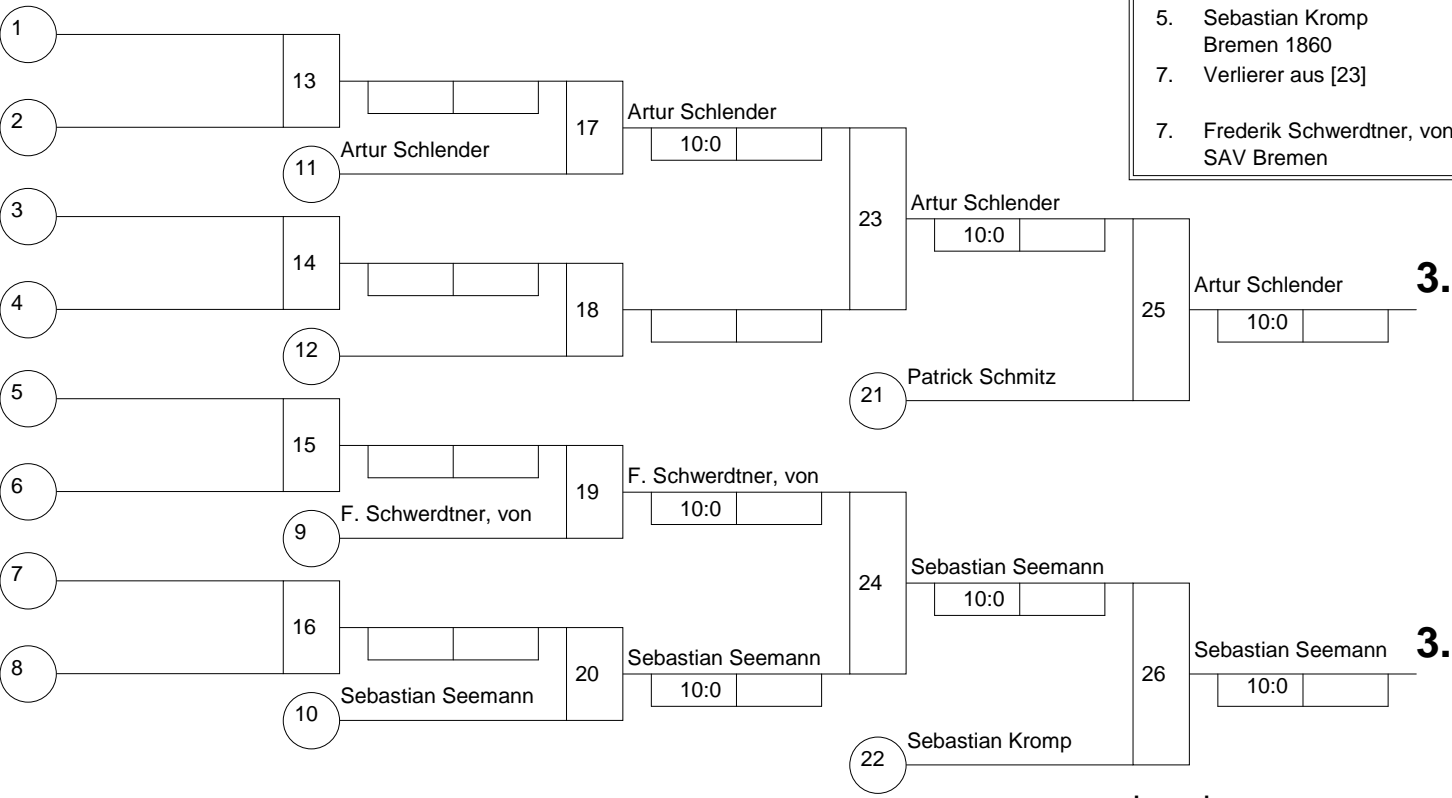 5. Sebastian Kromp
Bremen 1860
7. Verlierer aus [23]
7. Frederik Schwerdtner, von
SAV Bremen
1
2
13
Artur Schlender
11
17
Artur Schlender
10:0
3
4
14
12
18
23
Artur Schlender
10:0
Patrick Schmitz
21
25
Artur Schlender
10:0
3.
5
6
15
F. Schwerdtner, von
9
19
F. Schwerdtner, von
10:0
7
8
16
Sebastian Seemann
10
20
Sebastian Seemann
10:0
24
Sebastian Seemann
10:0
Sebastian Kromp
22
26
Sebastian Seemann
10:0
3.